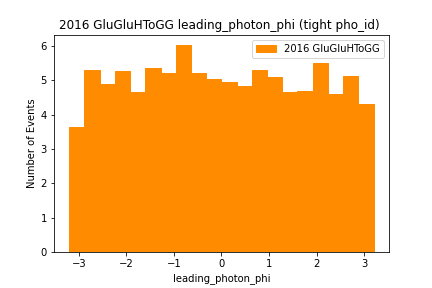 2016 GluGluHToGG leading_photon_phi (tight pho_id)
2016 GluGluHToGG
Number of Events
6
5
4
3
2
1
0
−3 −2 −1 0 1 2 3
leading_photon_phi